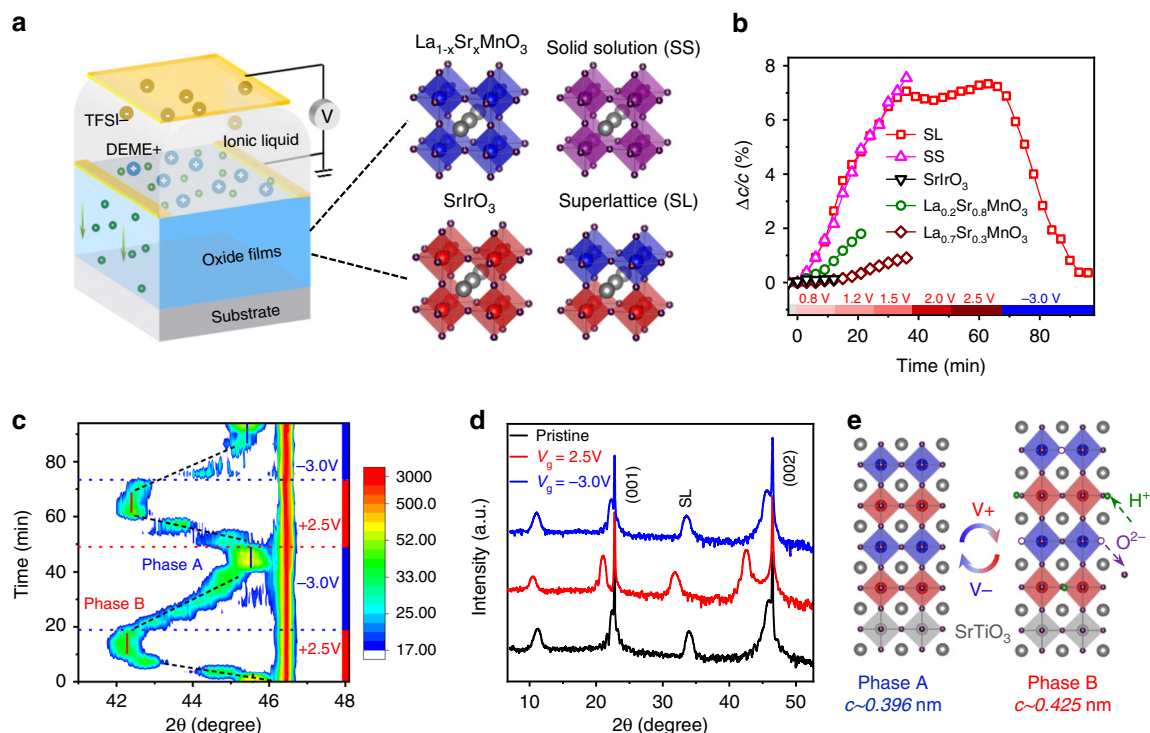 a
La1-xSrxMnO3
Solid solution (SS)
V
TFSI–
DEME+
Ionic liquid
Oxide films
Substrate
SrIrO3
Superlattice (SL)
b
Δc/c (%)
8
6
4
2
0
SL
SS
SrIrO3
La0.2Sr0.8MnO3
La0.7Sr0.3MnO3
0.8 V 1.2 V 1.5 V 2.0 V 2.5 V –3.0 V
0 20 40 60 80
Time (min)
c
Time (min)
80
60
40
20
0
–3.0V
+2.5V
Phase A
–3.0V
Phase B
+2.5V
42 44 46 48
2θ (degree)
3000
500.0
52.00
33.00
25.00
17.00
d
Intensity (a.u.)
Pristine
Vg = 2.5V
Vg = –3.0V
(001)
SL
(002)
10 20 30 40 50
2θ (degree)
e
V+
V–
H+
O2–
SrTiO3
Phase A
c~0.396 nm
Phase B
c~0.425 nm